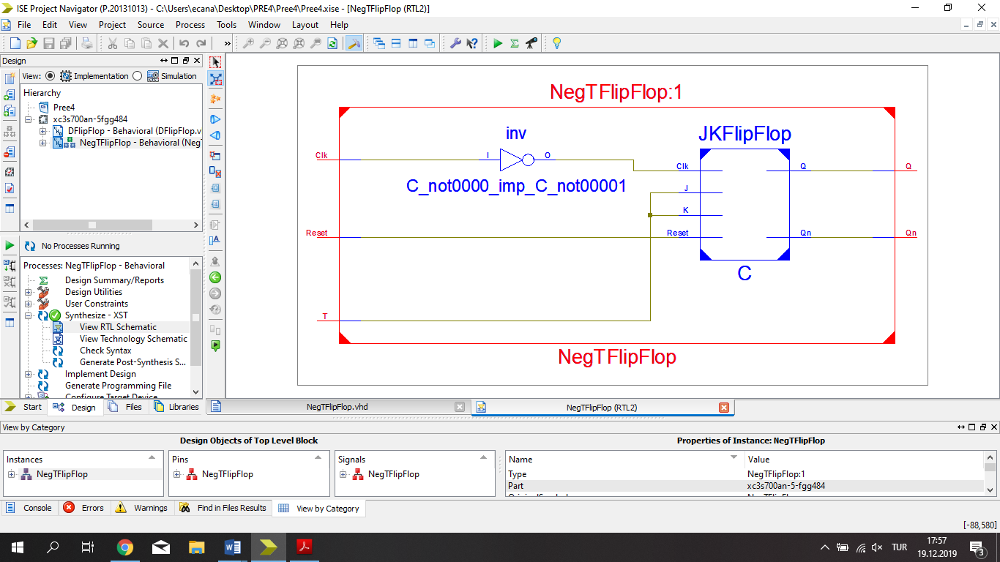 ISE Project Navigator (P.20131013) - C:\Users\ecana\Desktop\PRE4\Pree4\Pree4.xise - [NegTFlipFlop (RTL2)]
File Edit View Project Source Process Tools Window Layout Help
»
Design
View: Implementation Simulation
Hierarchy
Pree4
xc3s700an-5fgg484
DFlipFlop - Behavioral (DFlipFlop.v
NegTFlipFlop - Behavioral (Neg
No Processes Running
Processes: NegTFlipFlop - Behavioral
Design Summary/Reports
Design Utilities
User Constraints
Synthesize - XST
View RTL Schematic
View Technology Schematic
Check Syntax
Generate Post-Synthesis S...
Implement Design
Generate Programming File
Configure Target Device
Start Design Files Libraries
NegTFlipFlop:1
inv
JKFlipFlop
Clk I O Clk Q Q
C_not0000_imp_C_not00001
J
K
Reset Reset Qn Qn
C
T
NegTFlipFlop
NegTFlipFlop.vhd NegTFlipFlop (RTL2)
View by Category
Design Objects of Top Level Block Properties of Instance: NegTFlipFlop
Instances Pins Signals Name Value
NegTFlipFlop NegTFlipFlop NegTFlipFlop Type NegTFlipFlop:1
Part xc3s700an-5-fgg484
Console Errors Warnings Find in Files Results View by Category
[-88,580]
17:57
TUR
19.12.2019
3